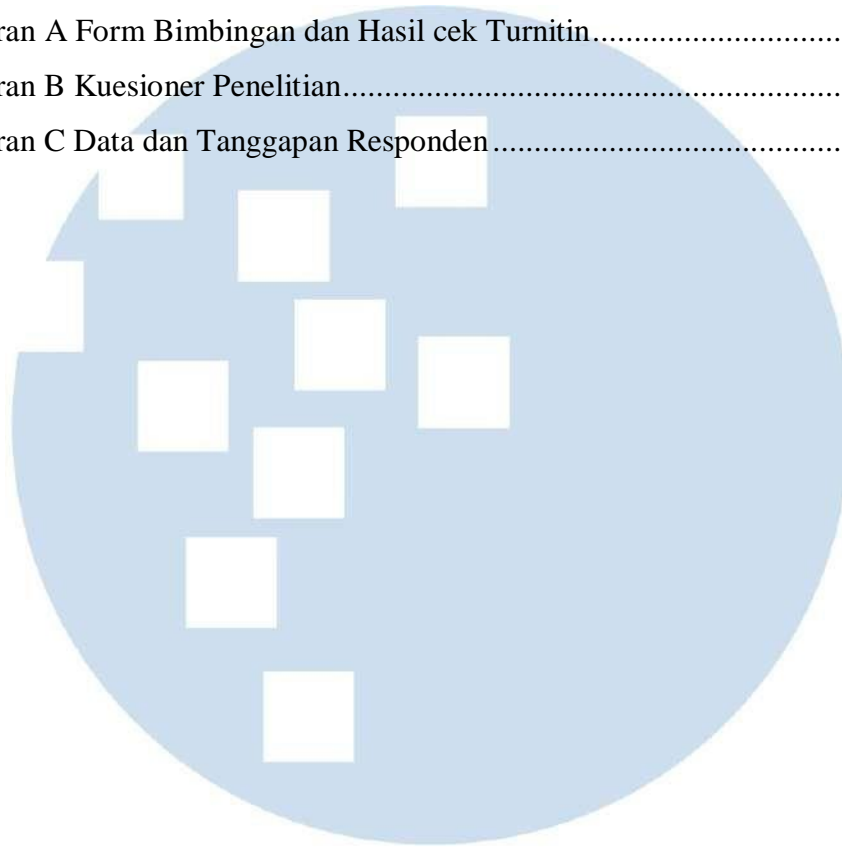 ran A Form Bimbingan dan Hasil cek Turnitin..............................
ran B Kuesioner Penelitian............................................................
ran C Data dan Tanggapan Responden..........................................